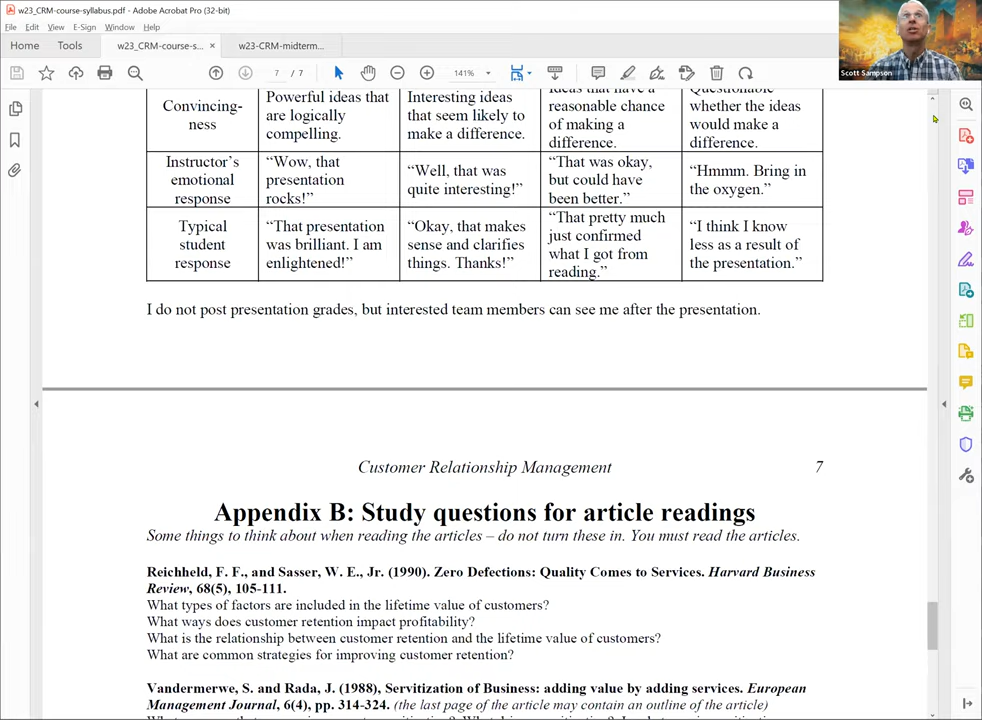 w23_CRM-course-syllabus.pdf - Adobe Acrobat Pro (32-bit)
File Edit View E-Sign Window Help
Home Tools w23_CRM-course-s... × w23-CRM-midterm...
7 / 7 141%
Scott Sampson
Convincing-
ness
Powerful ideas that
are logically
compelling.
Interesting ideas
that seem likely to
make a difference.
Ideas that have a
reasonable chance
of making a
difference.
Questionable
whether the ideas
would make a
difference.
Instructor's
emotional
response
“Wow, that
presentation
rocks!”
“Well, that was
quite interesting!”
“That was okay,
but could have
been better.”
“Hmmm. Bring in
the oxygen.”
Typical
student
response
“That presentation
was brilliant. I am
enlightened!”
“Okay, that makes
sense and clarifies
things. Thanks!”
“That pretty much
just confirmed
what I got from
reading.”
“I think I know
less as a result of
the presentation.”
I do not post presentation grades, but interested team members can see me after the presentation.
Customer Relationship Management 7
Appendix B: Study questions for article readings
Some things to think about when reading the articles – do not turn these in. You must read the articles.
Reichheld, F. F., and Sasser, W. E., Jr. (1990). Zero Defections: Quality Comes to Services. Harvard Business
Review, 68(5), 105-111.
What types of factors are included in the lifetime value of customers?
What ways does customer retention impact profitability?
What is the relationship between customer retention and the lifetime value of customers?
What are common strategies for improving customer retention?
Vandermerwe, S. and Rada, J. (1988), Servitization of Business: adding value by adding services. European
Management Journal, 6(4), pp. 314-324. (the last page of the article may contain an outline of the article)